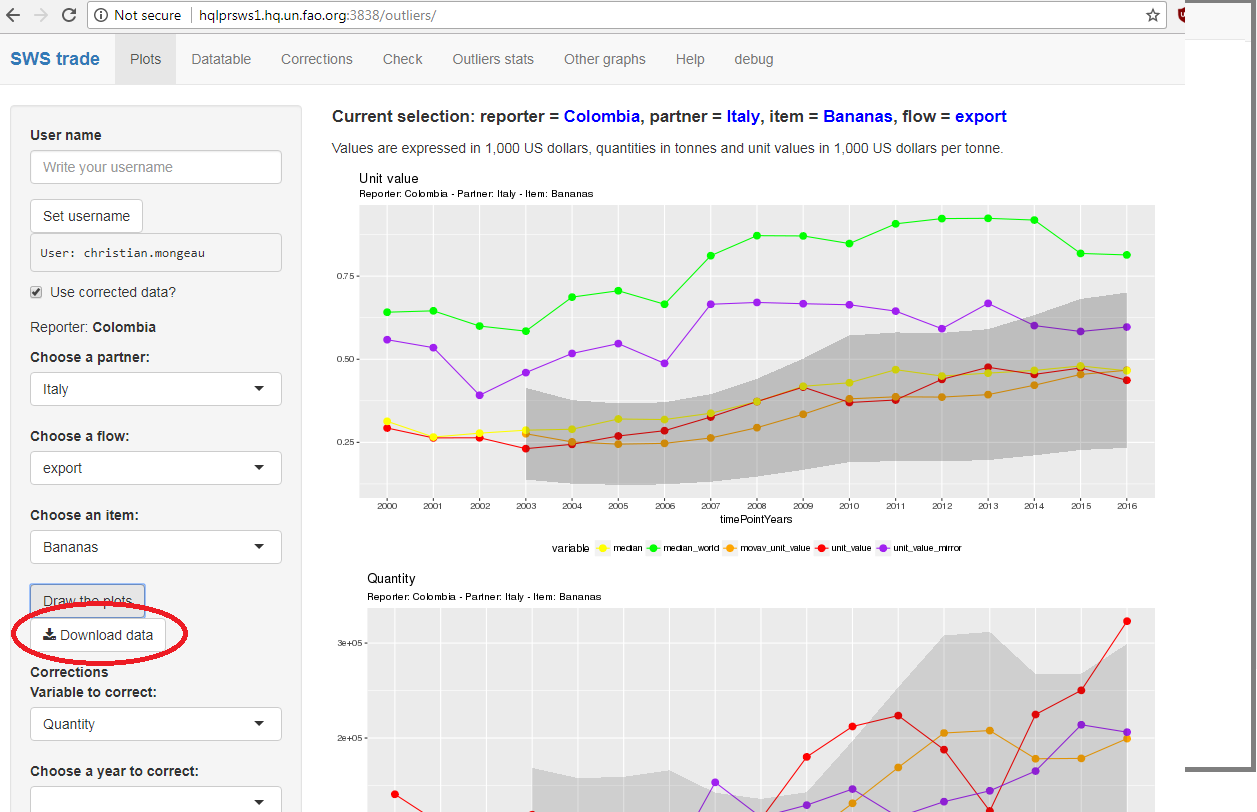 Not secure | hqlprsws1.hq.un.fao.org:3838/outliers/
SWS trade Plots Datatable Corrections Check Outliers stats Other graphs Help debug
User name
Write your username
Set username
User: christian.mongeau
Use corrected data?
Reporter: Colombia
Choose a partner:
Italy
Choose a flow:
export
Choose an item:
Bananas
Draw the plots
Download data
Corrections
Variable to correct:
Quantity
Choose a year to correct:
Current selection: reporter = Colombia, partner = Italy, item = Bananas, flow = export
Values are expressed in 1,000 US dollars, quantities in tonnes and unit values in 1,000 US dollars per tonne.
Unit value
Reporter: Colombia - Partner: Italy - Item: Bananas
0.75
0.50
0.25
2000 2001 2002 2003 2004 2005 2006 2007 2008 2009 2010 2011 2012 2013 2014 2015 2016
timePointYears
variable median median_world movav_unit_value unit_value unit_value_mirror
Quantity
Reporter: Colombia - Partner: Italy - Item: Bananas
3e+05
2e+05